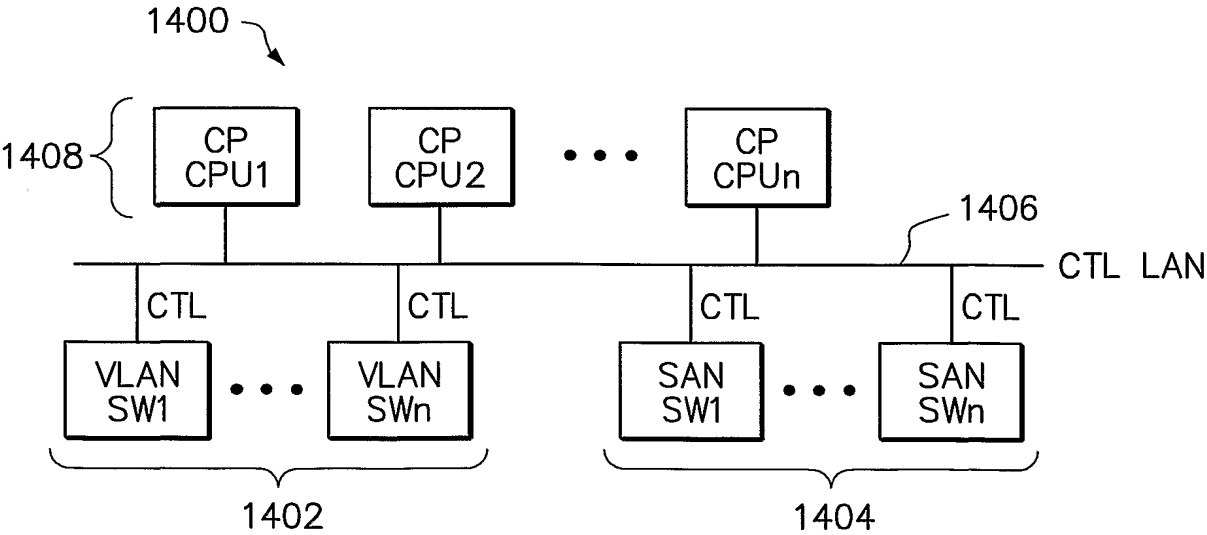 1400
1408
CP
CPU1
CP
CPU2
CP
CPUn
1406
CTL LAN
CTL
CTL
CTL
CTL
VLAN
SW1
VLAN
SWn
SAN
SW1
SAN
SWn
1402
1404